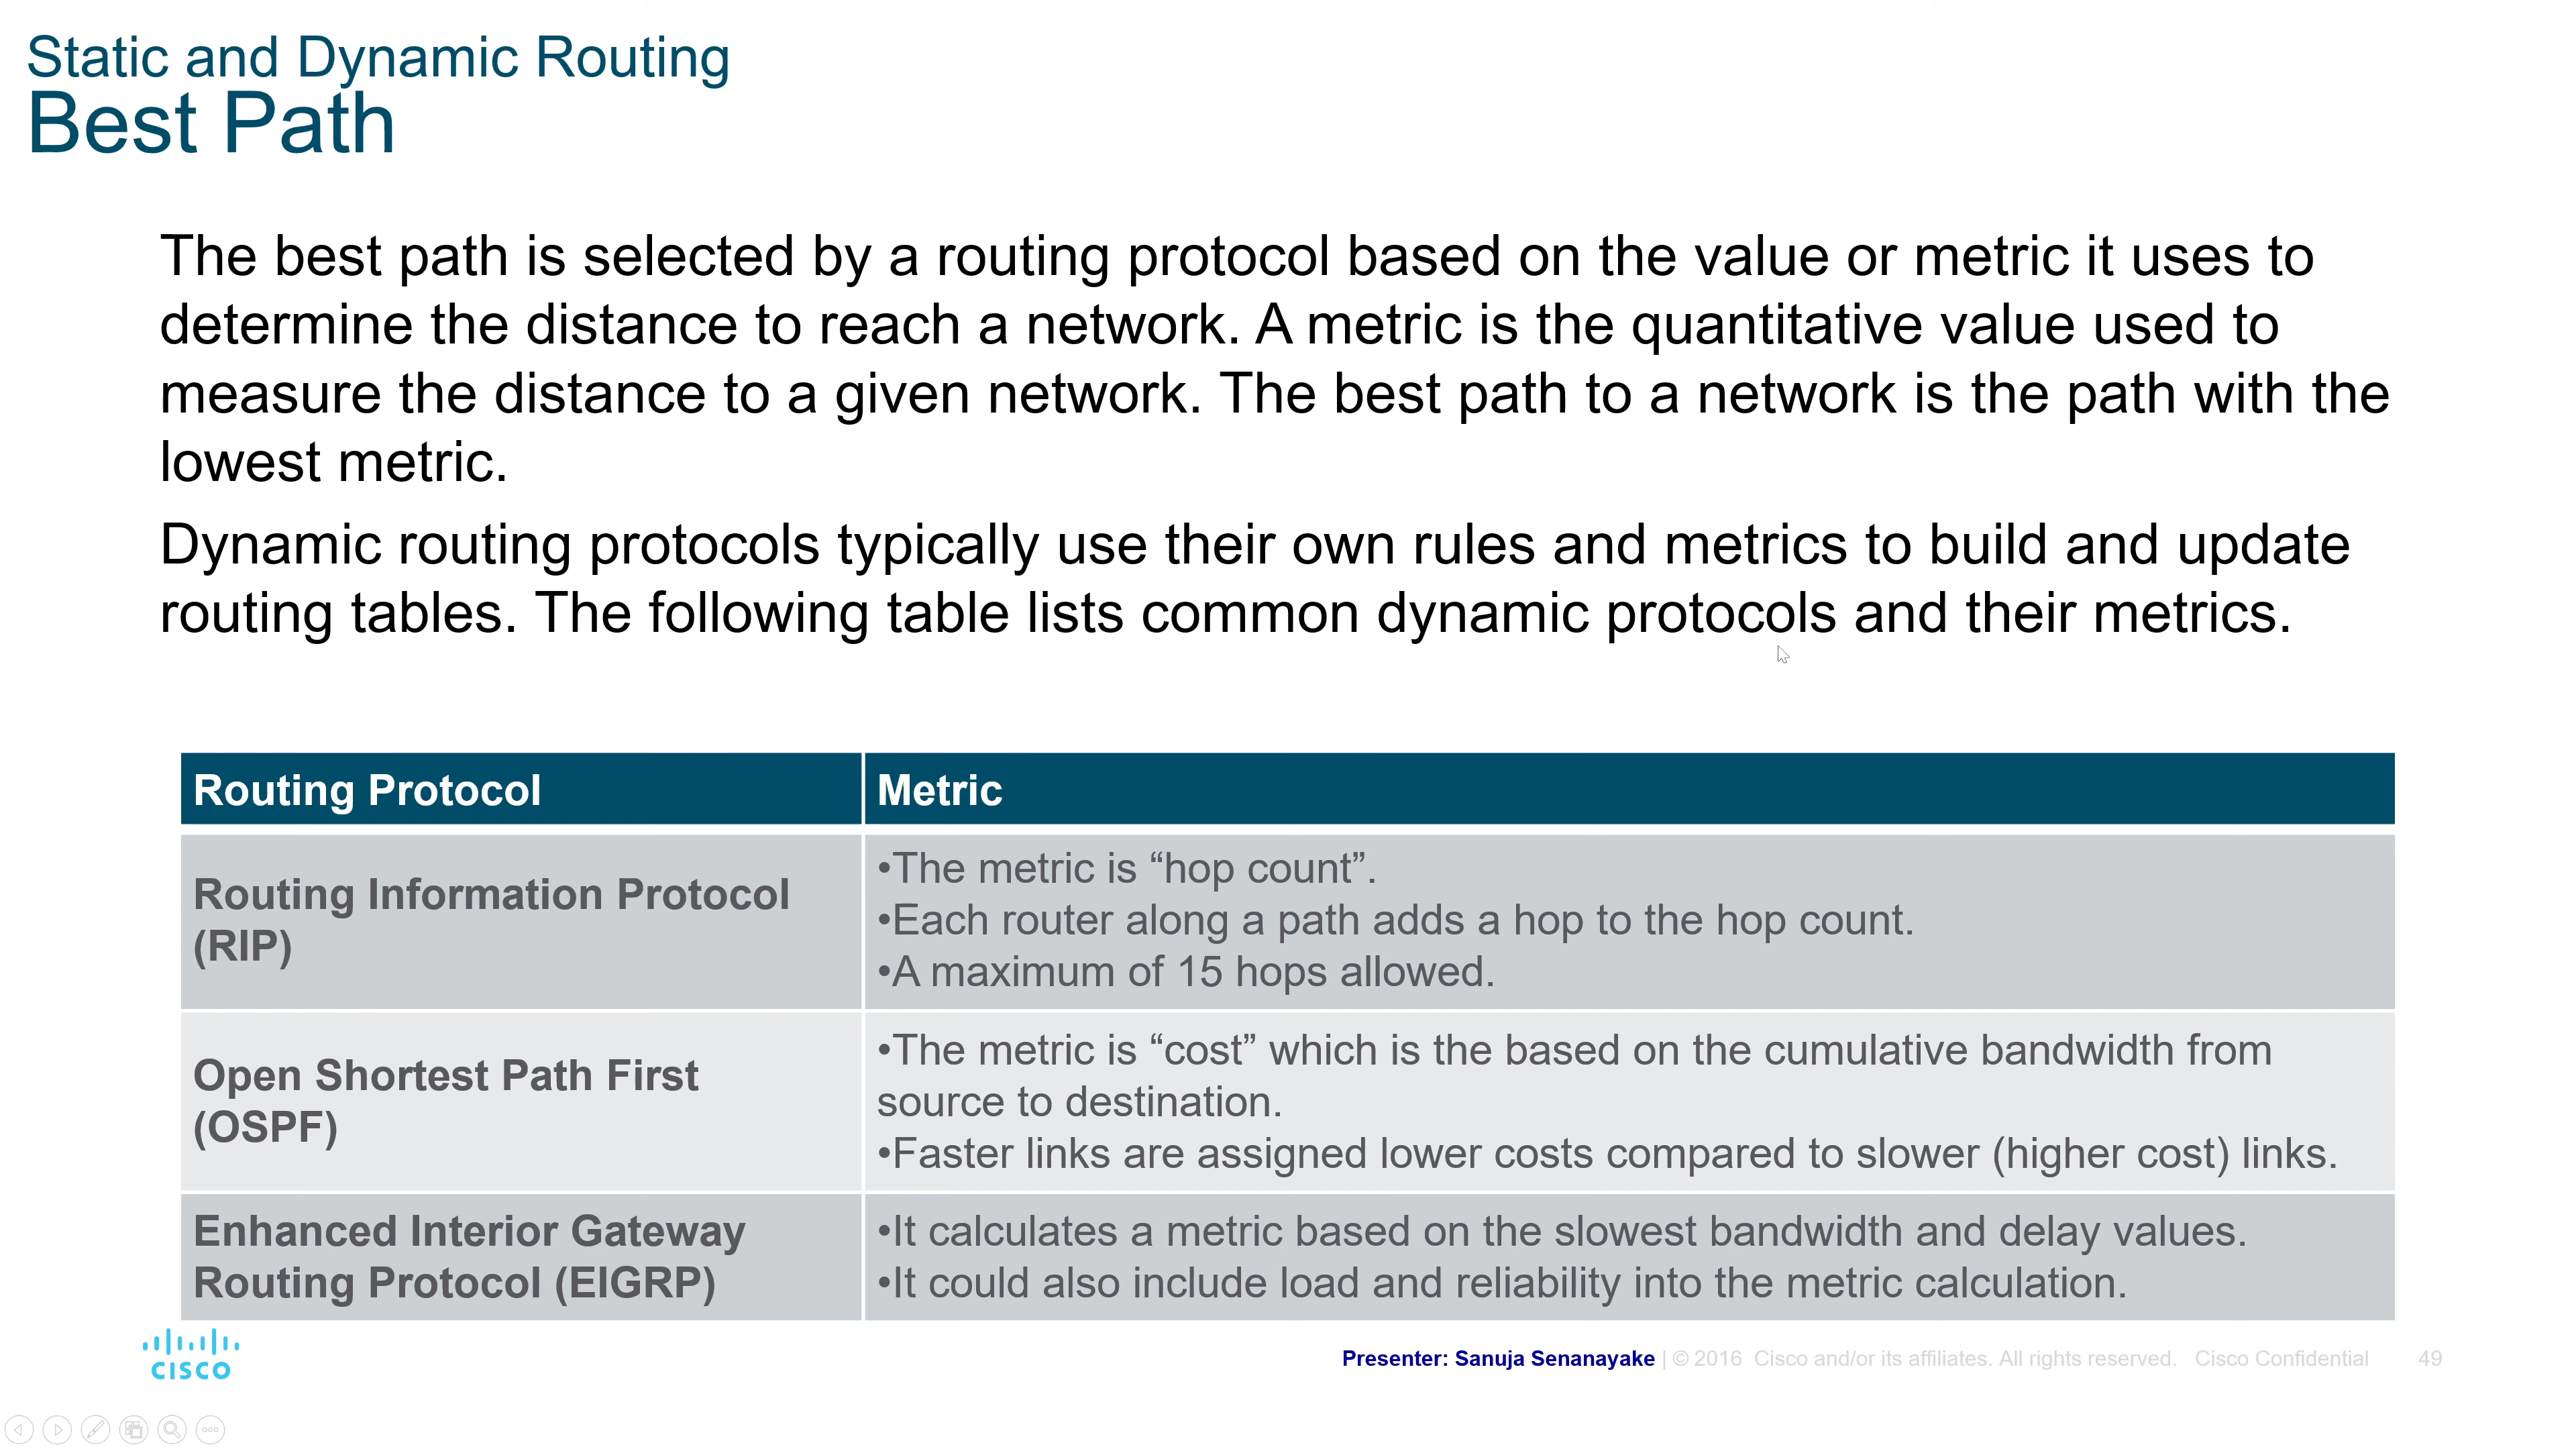 Static and Dynamic Routing
Best Path
The best path is selected by a routing protocol based on the value or metric it uses to
determine the distance to reach a network. A metric is the quantitative value used to
measure the distance to a given network. The best path to a network is the path with the
lowest metric.
Dynamic routing protocols typically use their own rules and metrics to build and update
routing tables. The following table lists common dynamic protocols and their metrics.
Routing Protocol
Metric
Routing Information Protocol
(RIP)
•The metric is “hop count”.
•Each router along a path adds a hop to the hop count.
•A maximum of 15 hops allowed.
Open Shortest Path First
(OSPF)
•The metric is “cost” which is the based on the cumulative bandwidth from
source to destination.
•Faster links are assigned lower costs compared to slower (higher cost) links.
Enhanced Interior Gateway
Routing Protocol (EIGRP)
•It calculates a metric based on the slowest bandwidth and delay values.
•It could also include load and reliability into the metric calculation.
CISCO
Presenter: Sanuja Senanayake | © 2016 Cisco and/or its affiliates. All rights reserved. Cisco Confidential 49